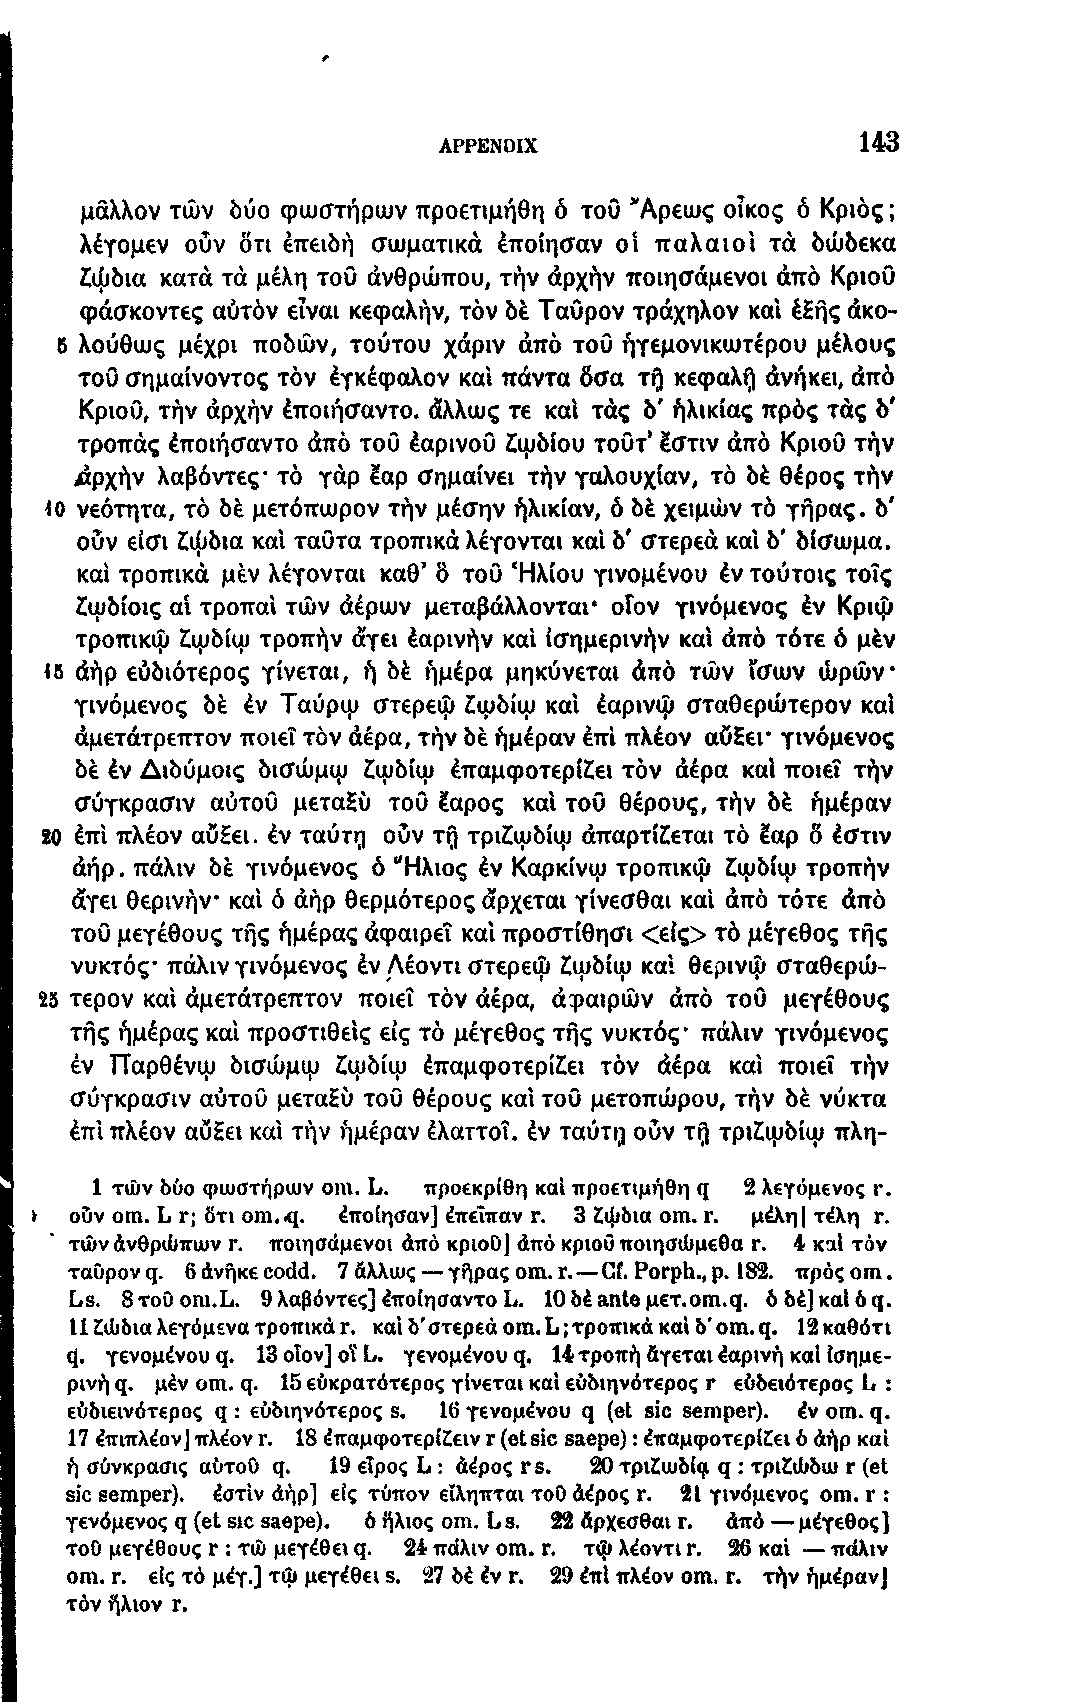 APPENDIX 143
μᾶλλον τῶν δύο φωστήρων προετιμήθη ὁ τοῦ Ἄρεως οἶκος ὁ Κριός;
λέγομεν οὖν ὅτι ἐπειδὴ σωματικὰ ἐποίησαν οἱ παλαιοὶ τὰ δώδεκα
ζῴδια κατὰ τὰ μέλη τοῦ ἀνθρώπου, τὴν ἀρχὴν ποιησάμενοι ἀπὸ Κριοῦ
φάσκοντες αὐτὸν εἶναι κεφαλήν, τὸν δὲ Ταῦρον τράχηλον καὶ ἑξῆς ἀκο-
5 λούθως μέχρι ποδῶν, τούτου χάριν ἀπὸ τοῦ ἡγεμονικωτέρου μέλους
τοῦ σημαίνοντος τὸν ἐγκέφαλον καὶ πάντα ὅσα τῇ κεφαλῇ ἀνήκει, ἀπὸ
Κριοῦ, τὴν ἀρχὴν ἐποιήσαντο. ἄλλως τε καὶ τὰς δ′ ἡλικίας πρὸς τὰς δ′
τροπὰς ἐποιήσαντο ἀπὸ τοῦ ἐαρινοῦ ζῳδίου τοῦτ’ ἔστιν ἀπὸ Κριοῦ τὴν
ἀρχὴν λαβόντες· τὸ γὰρ ἔαρ σημαίνει τὴν γαλουχίαν, τὸ δὲ θέρος τὴν
10 νεότητα, τὸ δὲ μετόπωρον τὴν μέσην ἡλικίαν, ὁ δὲ χειμὼν τὸ γῆρας. δ′
οὖν εἰσι ζῴδια καὶ ταῦτα τροπικὰ λέγονται καὶ δ′ στερεὰ καὶ δ′ δίσωμα.
καὶ τροπικὰ μὲν λέγονται καθ’ ὃ τοῦ Ἡλίου γινομένου ἐν τούτοις τοῖς
ζῳδίοις αἱ τροπαὶ τῶν ἀέρων μεταβάλλονται· οἷον γινόμενος ἐν Κριῷ
τροπικῷ ζῳδίῳ τροπὴν ἄγει ἐαρινὴν καὶ ἰσημερινὴν καὶ ἀπὸ τότε ὁ μὲν
15 ἀὴρ εὐδιότερος γίνεται, ἡ δὲ ἡμέρα μηκύνεται ἀπὸ τῶν ἴσων ὡρῶν·
γινόμενος δὲ ἐν Ταύρῳ στερεῷ ζῳδίῳ καὶ ἐαρινῷ σταθερώτερον καὶ
ἀμετάτρεπτον ποιεῖ τὸν ἀέρα, τὴν δὲ ἡμέραν ἐπὶ πλέον αὔξει· γινόμενος
δὲ ἐν Διδύμοις δισώμῳ ζῳδίῳ ἐπαμφοτερίζει τὸν ἀέρα καὶ ποιεῖ τὴν
σύγκρασιν αὐτοῦ μεταξὺ τοῦ ἔαρος καὶ τοῦ θέρους, τὴν δὲ ἡμέραν
20 ἐπὶ πλέον αὔξει. ἐν ταύτῃ οὖν τῇ τριζῳδίῳ ἀπαρτίζεται τὸ ἔαρ ὅ ἐστιν
ἀήρ. πάλιν δὲ γινόμενος ὁ Ἥλιος ἐν Καρκίνῳ τροπικῷ ζῳδίῳ τροπὴν
ἄγει θερινήν· καὶ ὁ ἀὴρ θερμότερος ἄρχεται γίνεσθαι καὶ ἀπὸ τότε ἀπὸ
τοῦ μεγέθους τῆς ἡμέρας ἀφαιρεῖ καὶ προστίθησι <εἰς> τὸ μέγεθος τῆς
νυκτός· πάλιν γινόμενος ἐν Λέοντι στερεῷ ζῳδίῳ καὶ θερινῷ σταθερώ-
25 τερον καὶ ἀμετάτρεπτον ποιεῖ τὸν ἀέρα, ἀφαιρῶν ἀπὸ τοῦ μεγέθους
τῆς ἡμέρας καὶ προστιθεὶς εἰς τὸ μέγεθος τῆς νυκτός· πάλιν γινόμενος
ἐν Παρθένῳ δισώμῳ ζῳδίῳ ἐπαμφοτερίζει τὸν ἀέρα καὶ ποιεῖ τὴν
σύγκρασιν αὐτοῦ μεταξὺ τοῦ θέρους καὶ τοῦ μετοπώρου, τὴν δὲ νύκτα
ἐπὶ πλέον αὔξει καὶ τὴν ἡμέραν ἐλαττοῖ. ἐν ταύτῃ οὖν τῇ τριζῳδίῳ πλη-
1 τῶν δύο φωστήρων om. L. προεκρίθη καὶ προετιμήθη q 2 λεγόμενος r.
οὖν om. L r; ὅτι om. q. ἐποίησαν] ἐπεῖπαν r. 3 ζῴδια om. r. μέλη] τέλη r.
τῶν ἀνθρώπων r. ποιησάμενοι ἀπὸ κριοῦ] ἀπὸ κριοῦ ποιησώμεθα r. 4 καὶ τὸν
ταῦρον q. 6 ἀνῆκε codd. 7 ἄλλως — γῆρας om. r. — Cf. Porph., p. 182. πρὸς om.
L s. 8 τοῦ om. L. 9 λαβόντες] ἐποίησαντο L. 10 δὲ ante μετ. om. q. ὁ δὲ] καὶ ὁ q.
11 ζώδια λεγόμενα τροπικά r. καὶ δ′ στερεὰ om. L; τροπικὰ καὶ δ′ om. q. 12 καθότι
q. γενομένου q. 13 οἷον] οἳ L. γενομένου q. 14 τροπὴ ἄγεται ἐαρινὴ καὶ ἰσημε-
ρινὴ q. μὲν om. q. 15 εὐκρατότερος γίνεται καὶ εὐδιηνότερος r εὐδειότερος L :
εὐδιεινότερος q : εὐδιηνότερος s. 16 γενομένου q (et sic semper). ἐν om. q.
17 ἐπιπλέον] πλέον r. 18 ἐπαμφοτερίζειν r (et sic saepe) : ἐπαμφοτερίζει ὁ ἀὴρ καὶ
ἡ σύνκρασις αὐτοῦ q. 19 εἶρος L : ἀέρος r s. 20 τριζωδίᾳ q : τριζώδω r (et
sic semper). ἐστὶν ἀήρ] εἰς τύπον εἴληπται τοῦ ἀέρος r. 21 γινόμενος om. r :
γενόμενος q (et sic saepe). ὁ ἥλιος om. L s. 22 ἄρχεσθαι r. ἀπὸ — μέγεθος]
τοῦ μεγέθους r : τῶ μεγέθει q. 24 πάλιν om. r. τῷ λέοντι r. 26 καὶ — πάλιν
om. r. εἰς τὸ μέγ.] τῷ μεγέθει s. 27 δὲ ἐν r. 29 ἐπὶ πλέον om. r. τὴν ἡμέραν]
τὸν ἥλιον r.